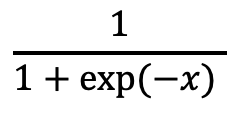 1
1 + exp(−x)